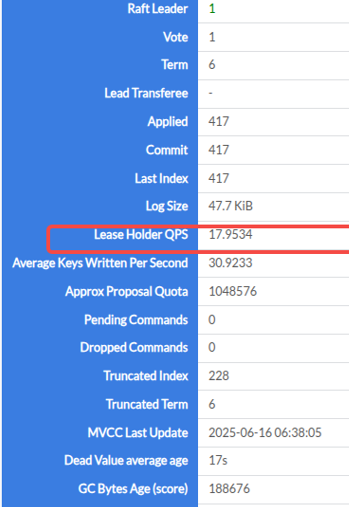 Raft Leader 1
Vote 1
Term 6
Lead Transferee -
Applied 417
Commit 417
Last Index 417
Log Size 47.7 KiB
Lease Holder QPS 17.9534
Average Keys Written Per Second 30.9233
Approx Proposal Quota 1048576
Pending Commands 0
Dropped Commands 0
Truncated Index 228
Truncated Term 6
MVCC Last Update 2025-06-16 06:38:05
Dead Value average age 17s
GC Bytes Age (score) 188676